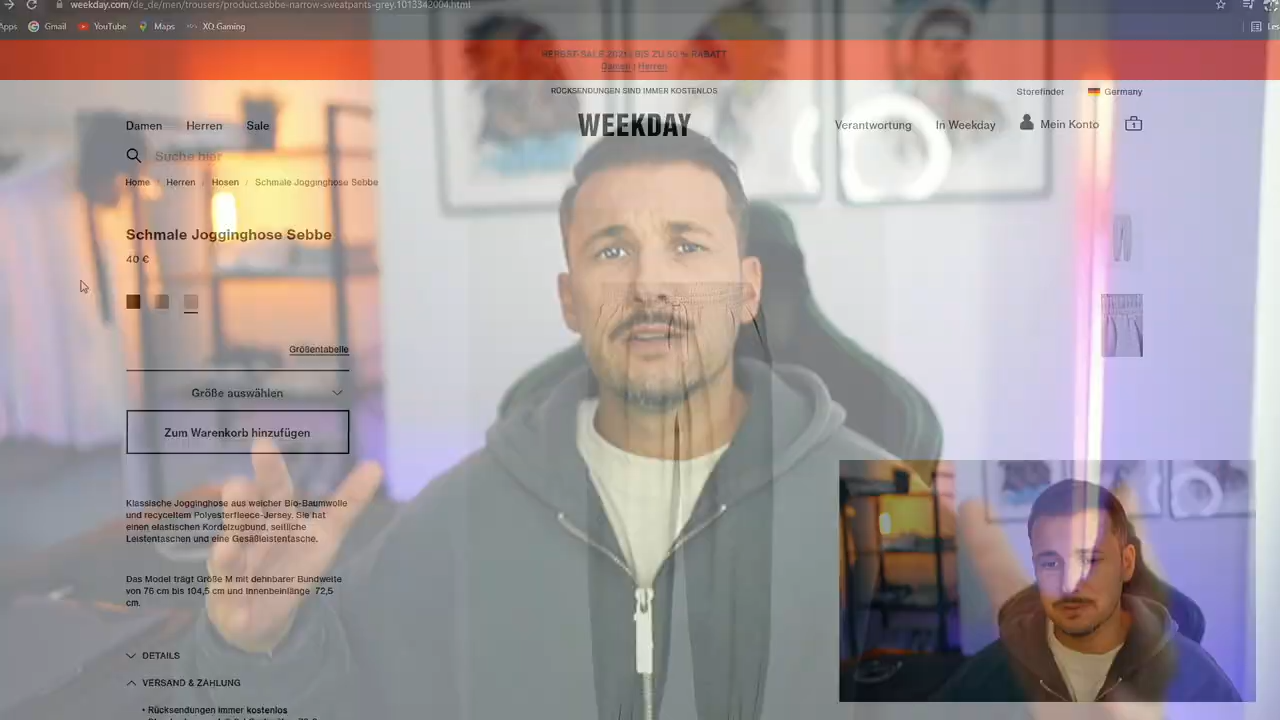 weekday.com/de_de/men/trousers/product.sebbe-narrow-sweatpants-grey.1013342004.html
Apps
Gmail
YouTube
Maps
XQ Gaming
HERBST-SALE 2021: BIS ZU 50 % RABATT
Damen | Herren
RÜCKSENDUNGEN SIND IMMER KOSTENLOS
Storefinder
Germany
Damen
Herren
Sale
WEEKDAY
Verantwortung
In Weekday
Mein Konto
1
Suche hier
Home / Herren / Hosen / Schmale Jogginghose Sebbe
Schmale Jogginghose Sebbe
40 €
Größentabelle
Größe auswählen
Zum Warenkorb hinzufügen
Klassische Jogginghose aus weicher Bio-Baumwolle
und recyceltem Polyesterfleece-Jersey. Sie hat
einen elastischen Kordelzugbund, seitliche
Leistentaschen und eine Gesäßleistentasche.
Das Model trägt Größe M mit dehnbarer Bundweite
von 76 cm bis 104,5 cm und Innenbeinlänge 72,5
cm.
DETAILS
VERSAND & ZAHLUNG
• Rücksendungen immer kostenlos